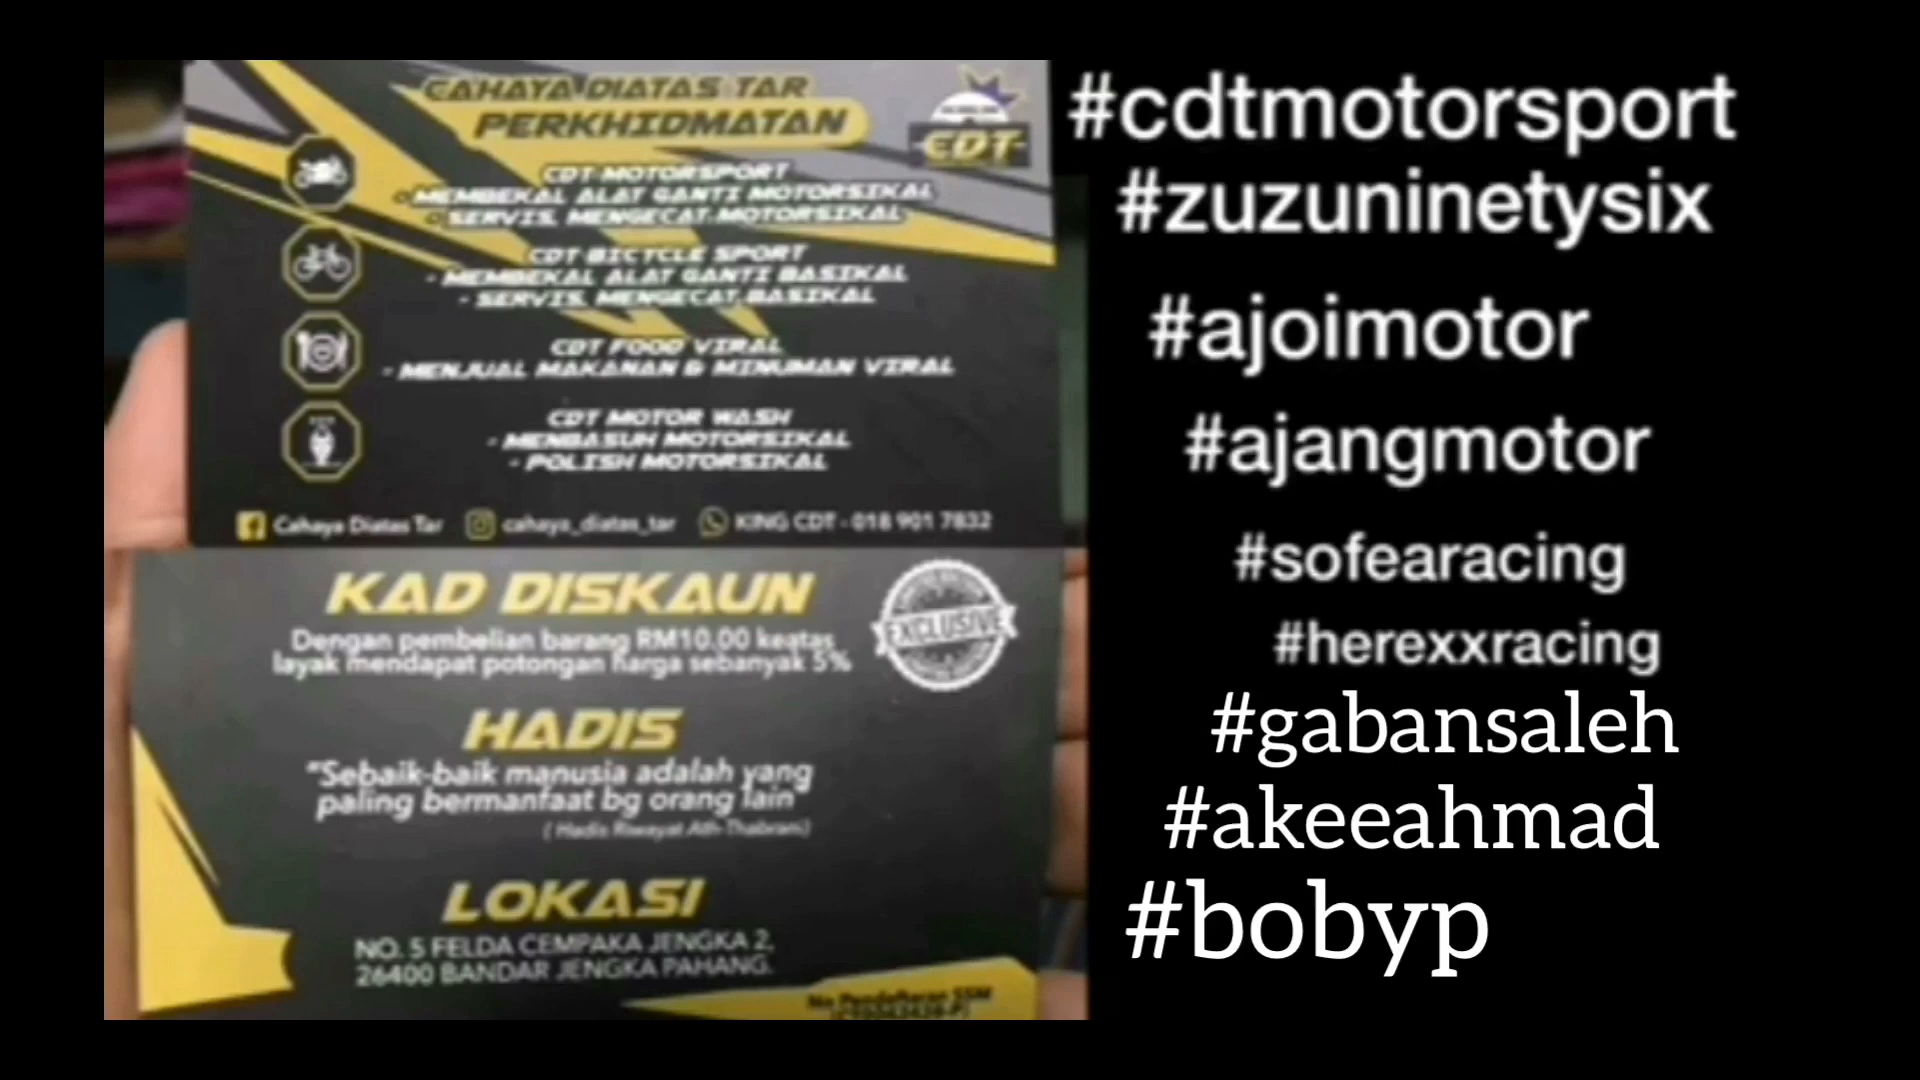 CAHAYA DIATAS TAR
PERKHIDMATAN
CDT
CDT MOTORSPORT
- MEMBEKAL ALAT GANTI MOTORSIKAL
- SERVIS, MENGECAT MOTORSIKAL
CDT BICYCLE SPORT
- MEMBEKAL ALAT GANTI BASIKAL
- SERVIS, MENGECAT BASIKAL
CDT FOOD VIRAL
- MENJUAL MAKANAN & MINUMAN VIRAL
CDT MOTOR WASH
- MENBASUH MOTORSIKAL
- POLISH MOTORSIKAL
Cahaya Diatas Tar cahaya_diatas_tar KING CDT - 018 901 7832
KAD DISKAUN
Dengan pembelian barang RM10.00 keatas
layak mendapat potongan harga sebanyak 5%
EXCLUSIVE
HADIS
"Sebaik-baik manusia adalah yang
paling bermanfaat bg orang lain"
( Hadis Riwayat Ath-Thabrani)
LOKASI
NO. 5 FELDA CEMPAKA JENGKA 2,
26400 BANDAR JENGKA PAHANG.
No Pendaftaran SSM
#cdtmotorsport
#zuzuninetysix
#ajoimotor
#ajangmotor
#sofearacing
#herexxracing
#gabansaleh
#akeeahmad
#bobyp